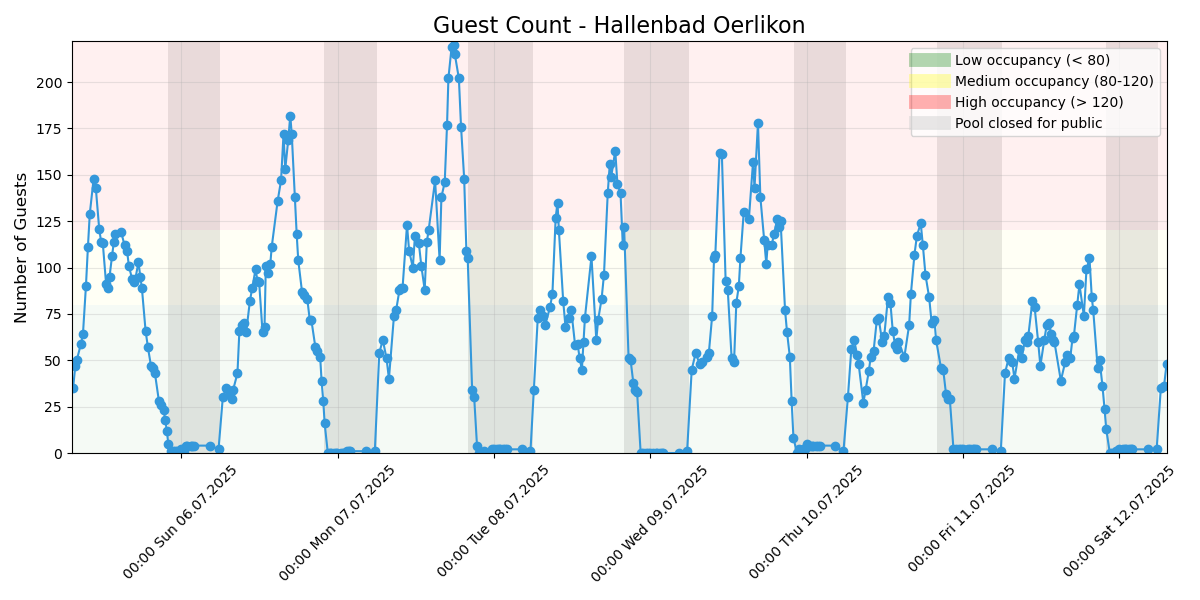 Guest Count - Hallenbad Oerlikon
Low occupancy (< 80)
Medium occupancy (80-120)
High occupancy (> 120)
Pool closed for public
Number of Guests
200
175
150
125
100
75
50
25
0
00:00 Sun 06.07.2025
00:00 Mon 07.07.2025
00:00 Tue 08.07.2025
00:00 Wed 09.07.2025
00:00 Thu 10.07.2025
00:00 Fri 11.07.2025
00:00 Sat 12.07.2025